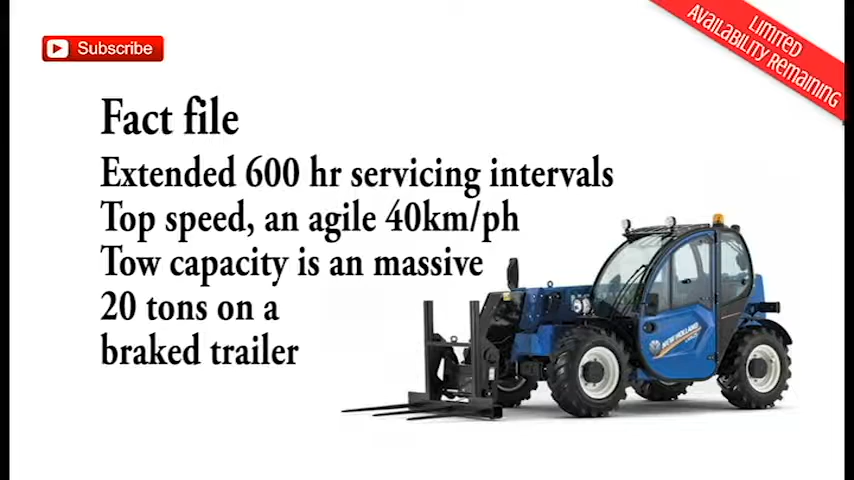 Subscribe
Limited
Availability Remaining
Fact file
Extended 600 hr servicing intervals
Top speed, an agile 40km/ph
Tow capacity is an massive
20 tons on a
braked trailer
NEW HOLLAND